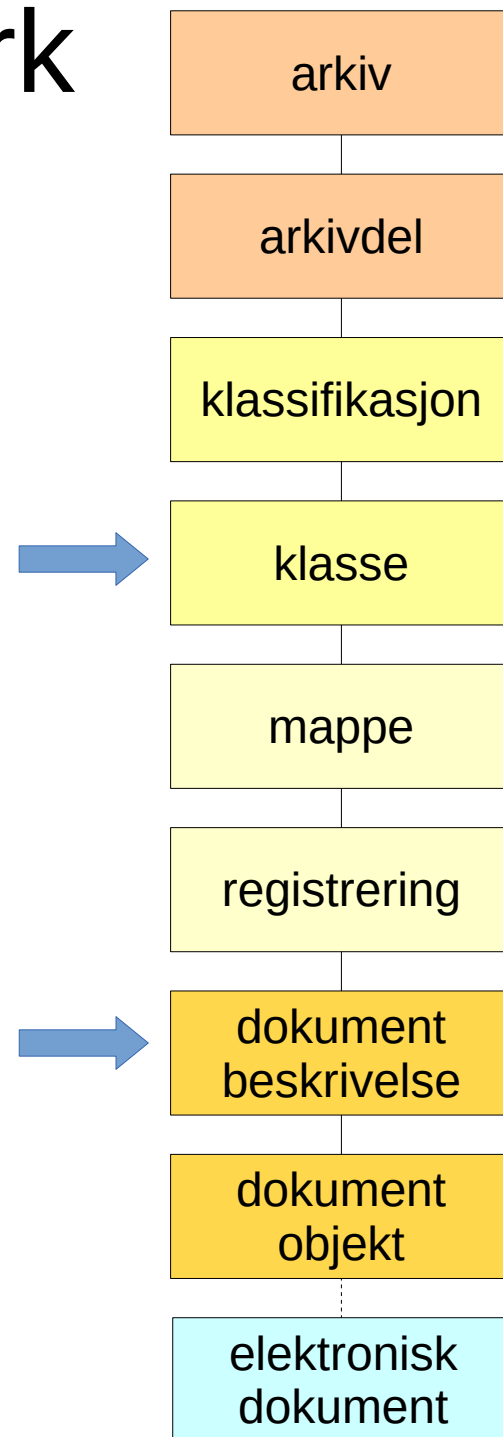 rk
arkiv
arkivdel
klassifikasjon
klasse
mappe
registrering
dokument
beskrivelse
dokument
objekt
elektronisk
dokument